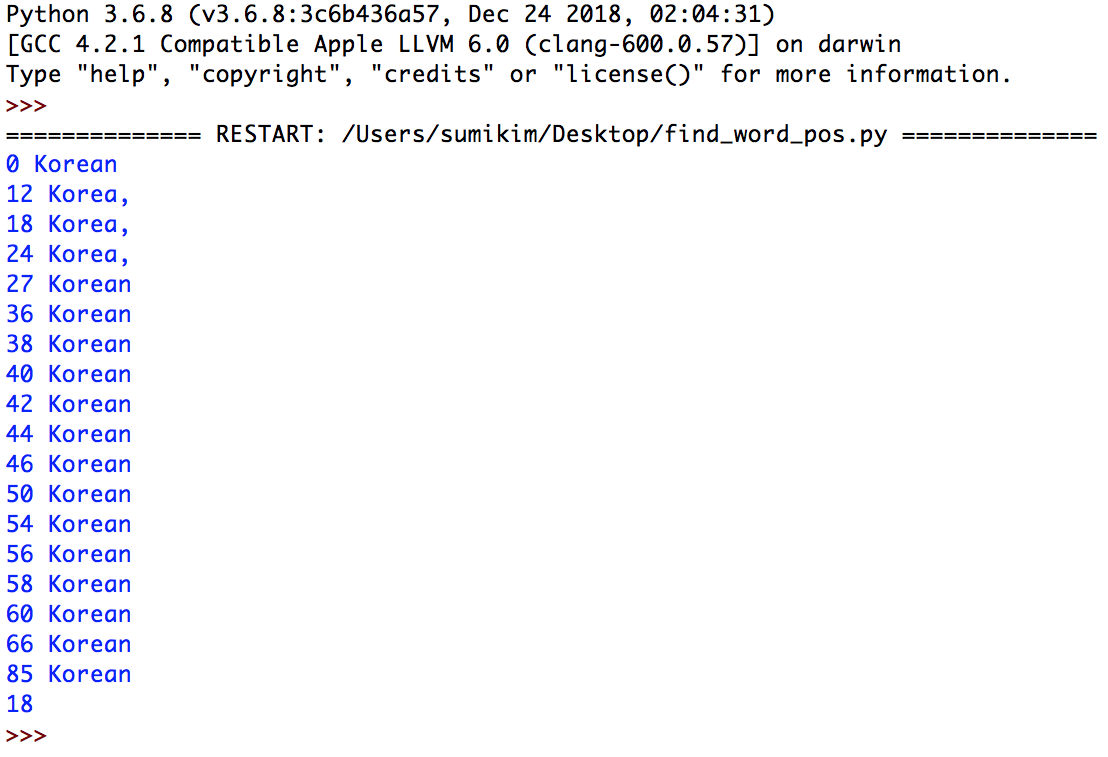 Python 3.6.8 (v3.6.8:3c6b436a57, Dec 24 2018, 02:04:31)
[GCC 4.2.1 Compatible Apple LLVM 6.0 (clang-600.0.57)] on darwin
Type "help", "copyright", "credits" or "license()" for more information.
>>>
============== RESTART: /Users/sumikim/Desktop/find_word_pos.py ==============
0 Korean
12 Korea,
18 Korea,
24 Korea,
27 Korean
36 Korean
38 Korean
40 Korean
42 Korean
44 Korean
46 Korean
50 Korean
54 Korean
56 Korean
58 Korean
60 Korean
66 Korean
85 Korean
18
>>>